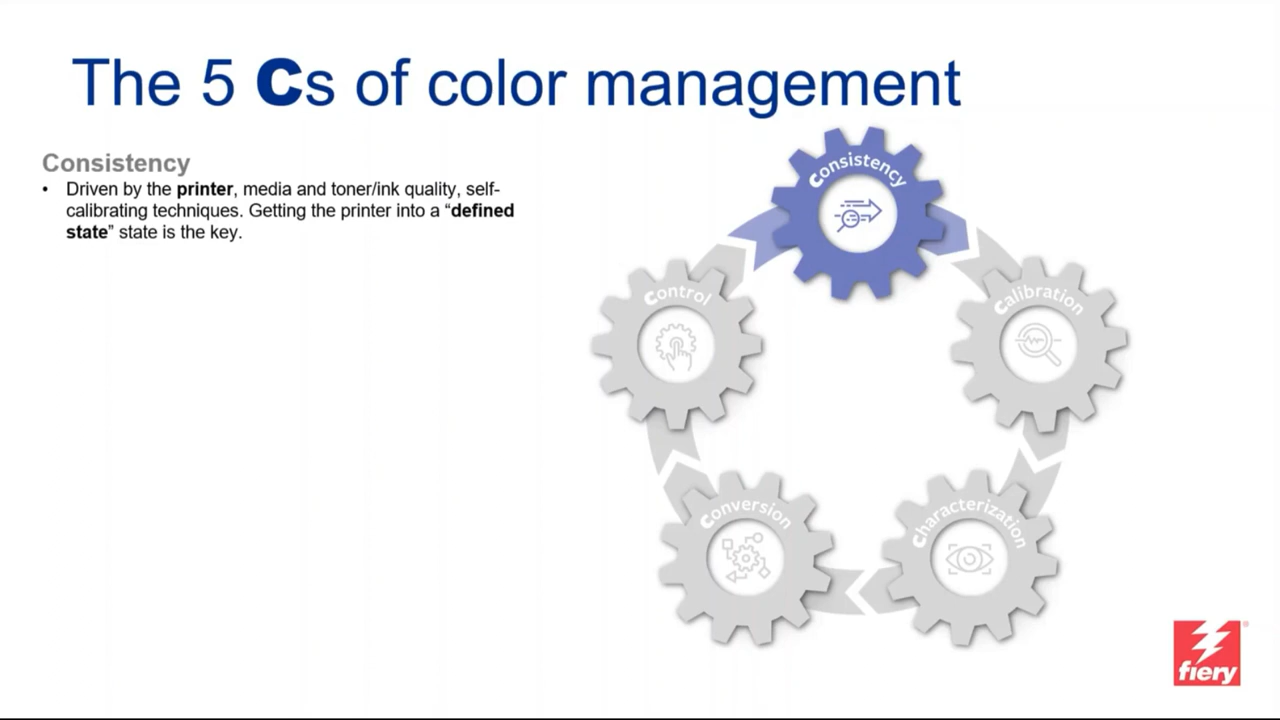 The 5 Cs of color management
Consistency
• Driven by the printer, media and toner/ink quality, self-
calibrating techniques. Getting the printer into a “defined
state” state is the key.
Consistency
Calibration
Characterization
Conversion
Control
fiery®